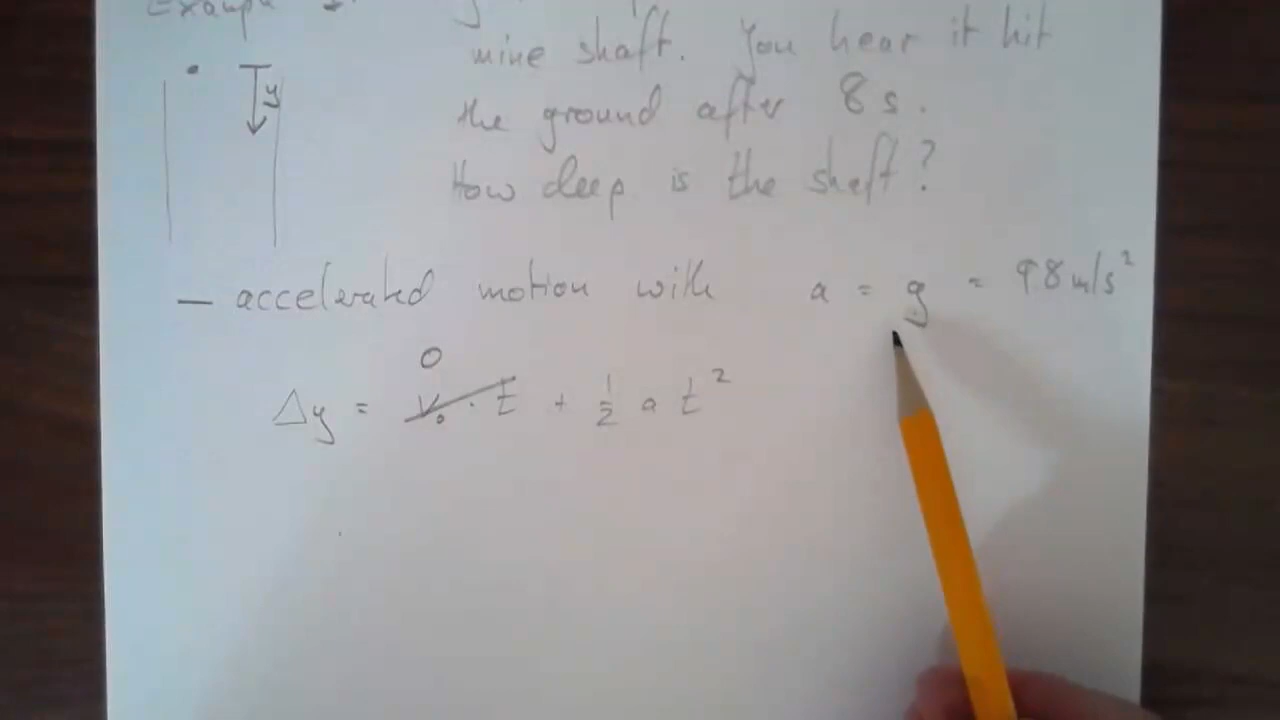 Example
mine shaft. You hear it hit
y
the ground after 8 s.
How deep is the shaft?
— accelerated motion with a = g = 9.8 m/s²
0
Δy = v₀ · t + ½ a t²